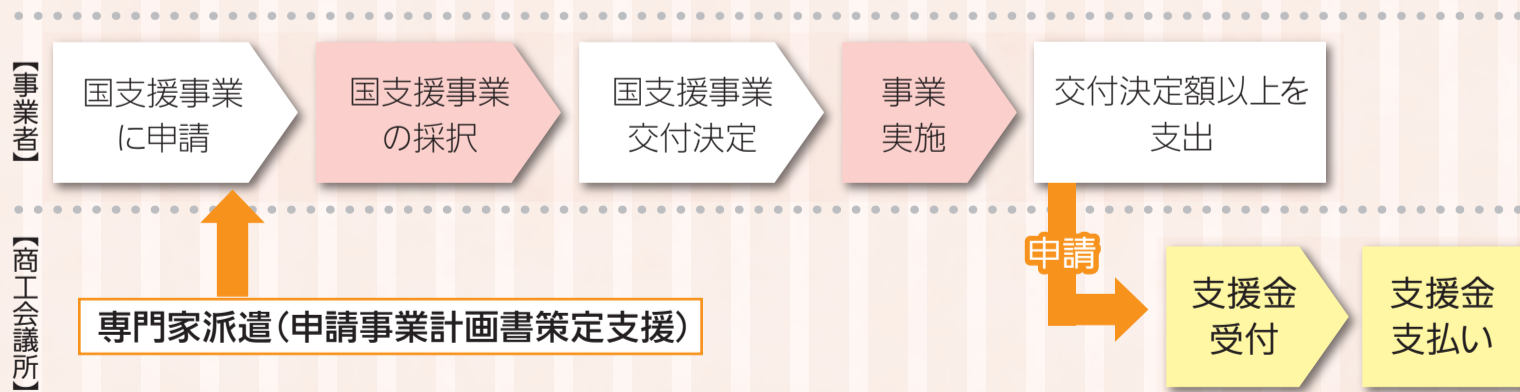 【事業者】
国支援事業
に申請
国支援事業
の採択
国支援事業
交付決定
事業
実施
交付決定額以上を
支出
【商工会議所】
専門家派遣(申請事業計画書策定支援)
申請
支援金
受付
支援金
支払い